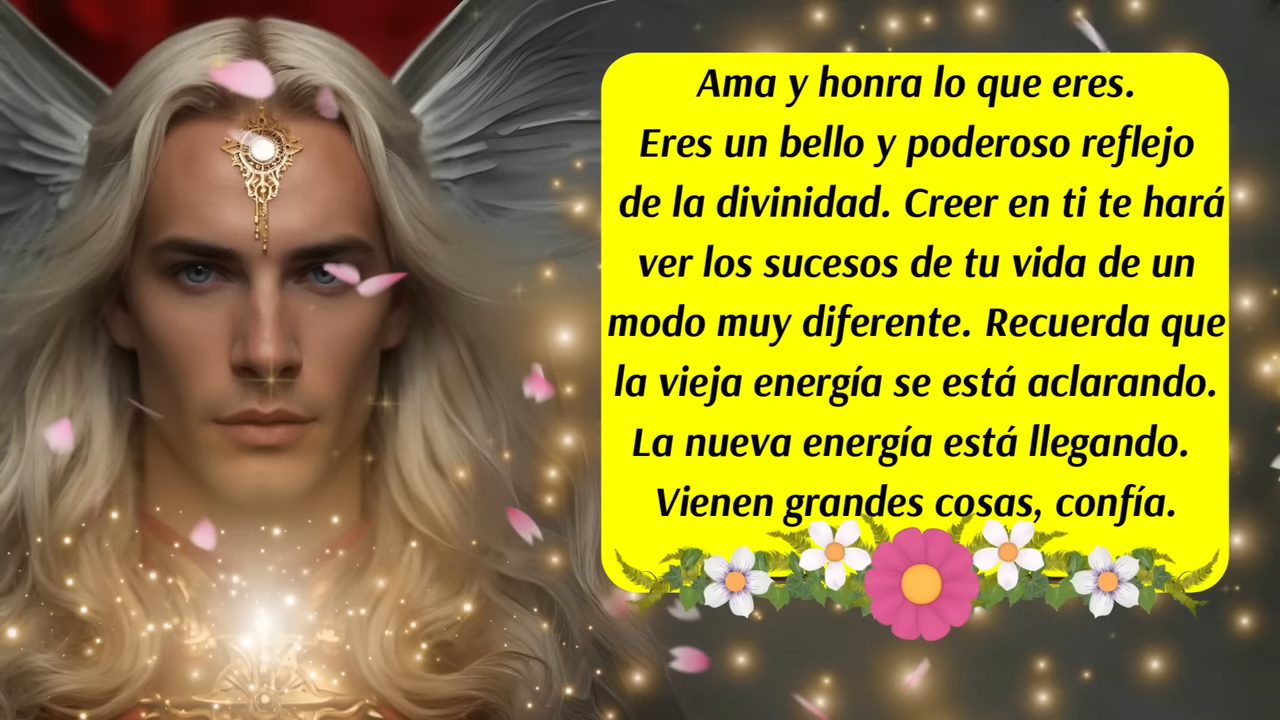 Ama y honra lo que eres.
Eres un bello y poderoso reflejo
de la divinidad. Creer en ti te hará
ver los sucesos de tu vida de un
modo muy diferente. Recuerda que
la vieja energía se está aclarando.
La nueva energía está llegando.
Vienen grandes cosas, confía.